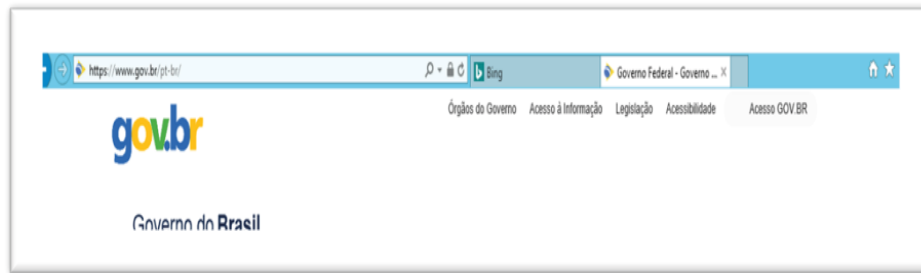 https://www.gov.br/pt-br/ Bing Governo Federal - Governo ...
Órgãos do Governo Acesso à Informação Legislação Acessibilidade Acesso GOV.BR
gov.br
Governo do Brasil